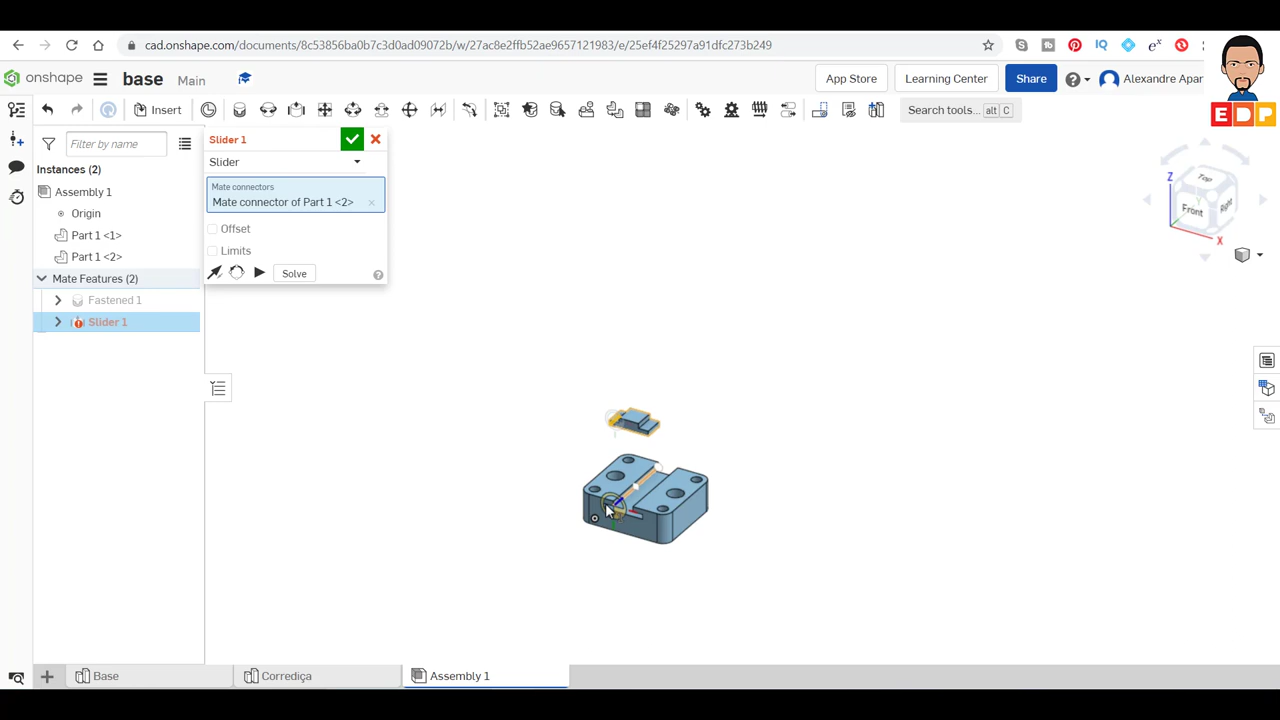 cad.onshape.com/documents/8c53856ba0b7c3d0ad09072b/w/27ac8e2ffb52ae9657121983/e/25ef4f25297a91dfc273b249
onshape
base
Main
App Store
Learning Center
Share
Alexandre Apar
EDP
Insert
Search tools... alt C
Filter by name
Instances (2)
Assembly 1
Origin
Part 1 <1>
Part 1 <2>
Mate Features (2)
Fastened 1
Slider 1
Slider 1
Slider
Mate connectors
Mate connector of Part 1 <2>
Offset
Limits
Solve
Z
Top
Front
Right
Y
X
Base
Corrediça
Assembly 1